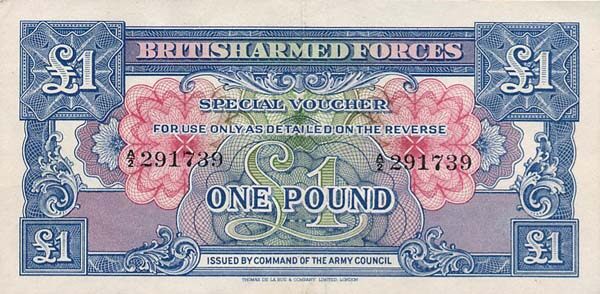 £1 BRITISH ARMED FORCES £1
SPECIAL VOUCHER
FOR USE ONLY AS DETAILED ON THE REVERSE
A/2 291739 A/2 291739
£1
ONE POUND
£1 ISSUED BY COMMAND OF THE ARMY COUNCIL £1
THOMAS DE LA RUE & COMPANY LIMITED, LONDON